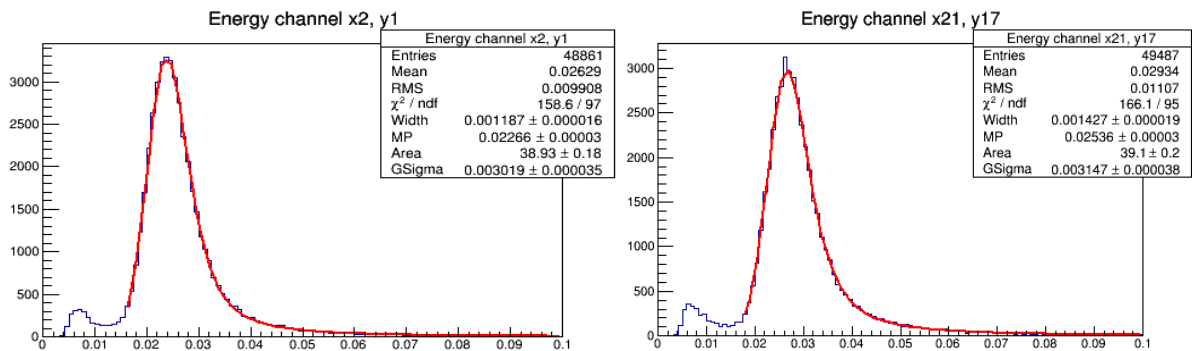 Energy channel x2, y1
Energy channel x2, y1
Entries 48861
Mean 0.02629
RMS 0.009908
χ² / ndf 158.6 / 97
Width 0.001187 ± 0.000016
MP 0.02266 ± 0.00003
Area 38.93 ± 0.18
GSigma 0.003019 ± 0.000035
3000
2500
2000
1500
1000
500
0
0 0.01 0.02 0.03 0.04 0.05 0.06 0.07 0.08 0.09 0.1
Energy channel x21, y17
Energy channel x21, y17
Entries 49487
Mean 0.02934
RMS 0.01107
χ² / ndf 166.1 / 95
Width 0.001427 ± 0.000019
MP 0.02536 ± 0.00003
Area 39.1 ± 0.2
GSigma 0.003147 ± 0.000038
3000
2500
2000
1500
1000
500
0
0 0.01 0.02 0.03 0.04 0.05 0.06 0.07 0.08 0.09 0.1